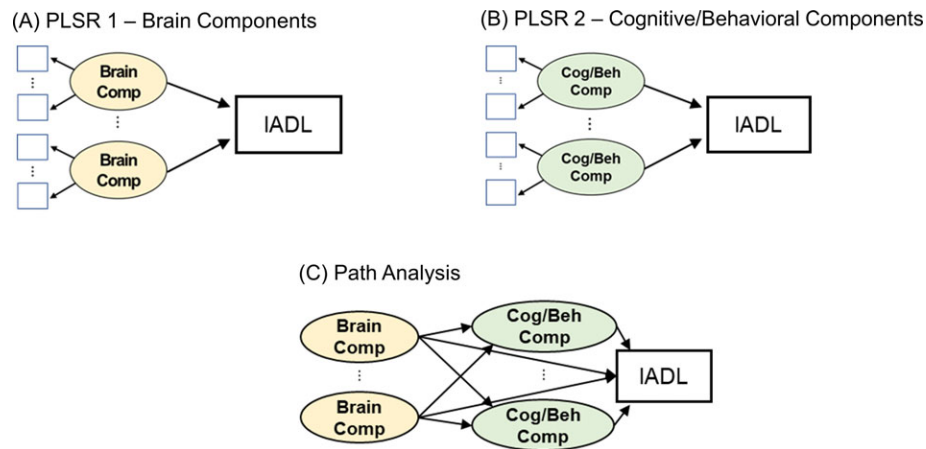 (A) PLSR 1 – Brain Components
Brain
Comp
IADL
Brain
Comp
(B) PLSR 2 – Cognitive/Behavioral Components
Cog/Beh
Comp
IADL
Cog/Beh
Comp
(C) Path Analysis
Brain
Comp
Cog/Beh
Comp
IADL
Brain
Comp
Cog/Beh
Comp